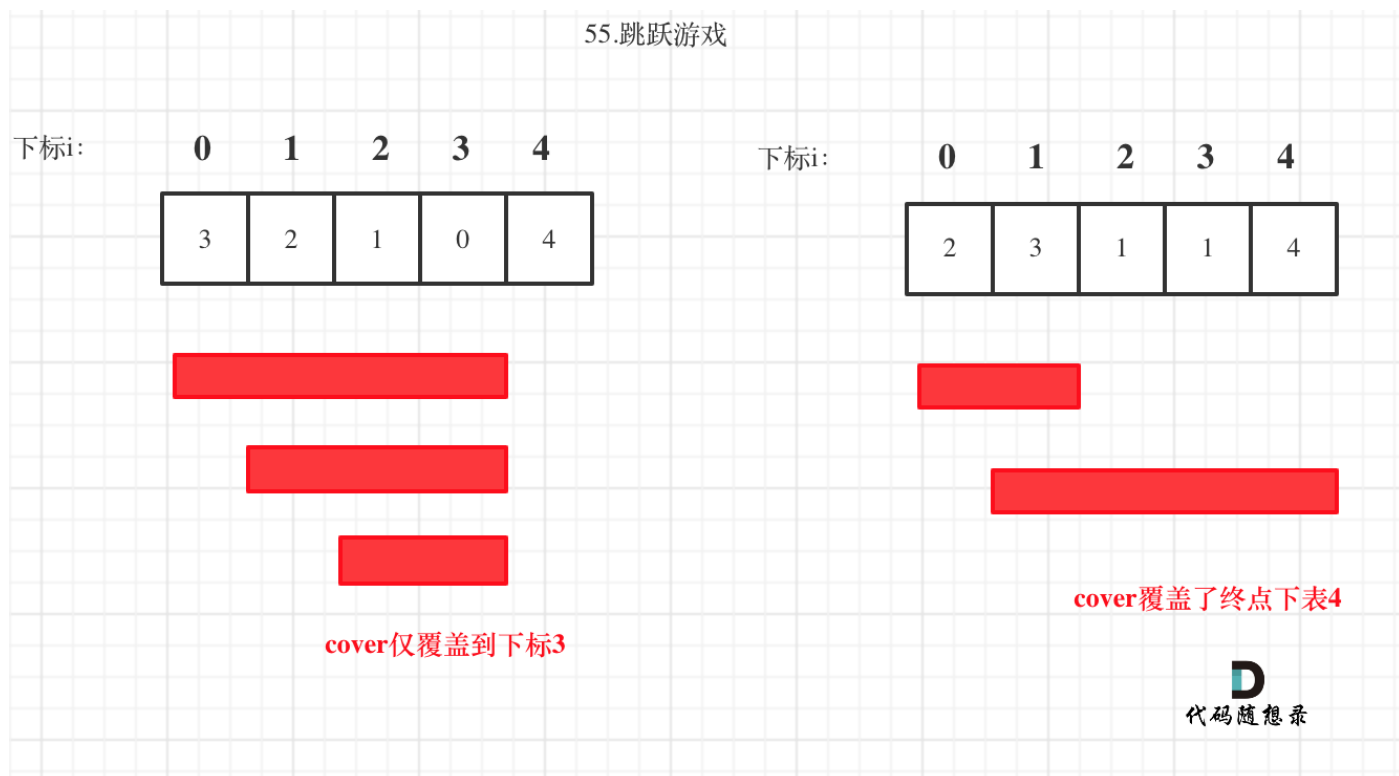 55.跳跃游戏
下标i：
0 1 2 3 4
3 2 1 0 4
cover仅覆盖到下标3
下标i：
0 1 2 3 4
2 3 1 1 4
cover覆盖了终点下表4
代码随想录